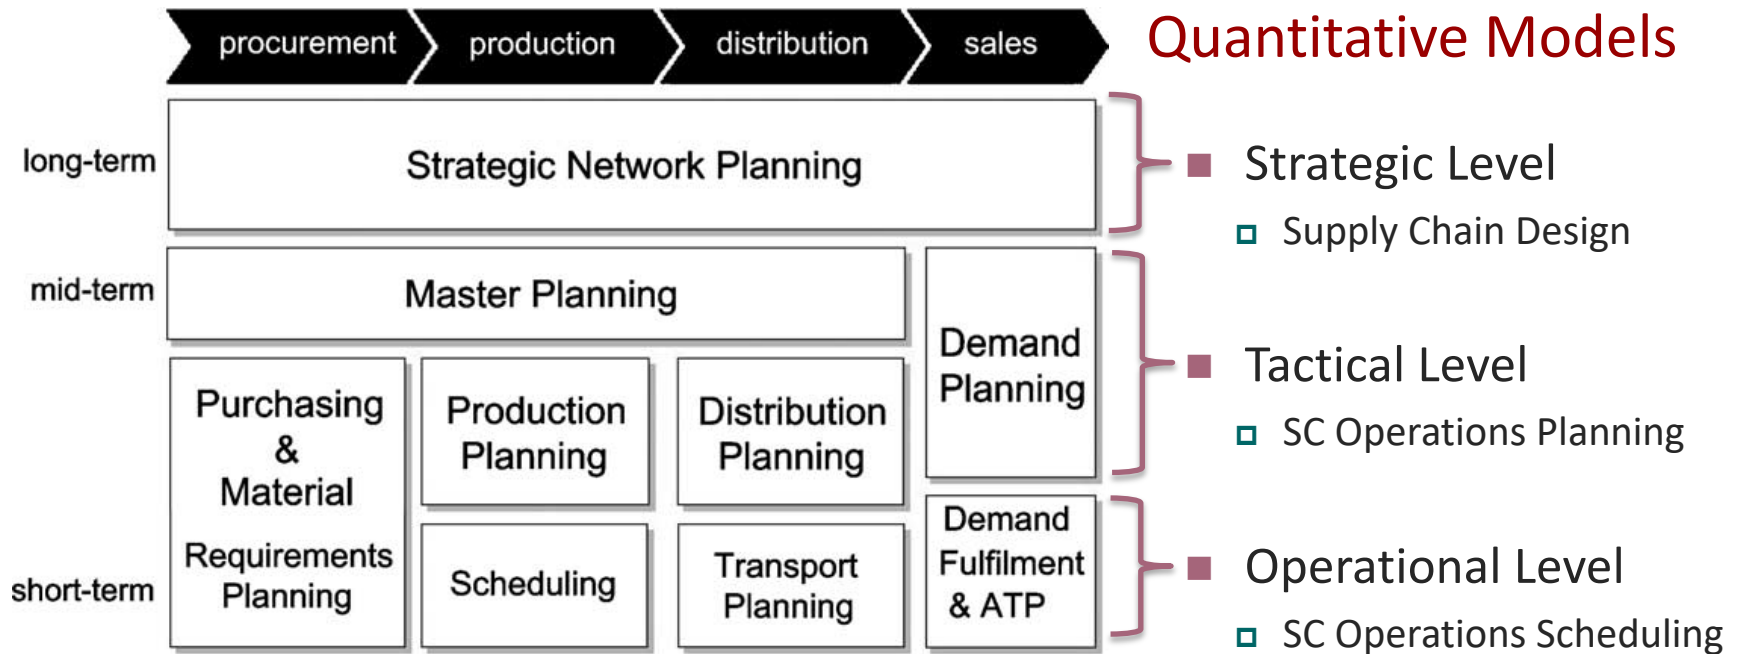 procurement
production
distribution
sales
Quantitative Models
long-term
Strategic Network Planning
Strategic Level
Supply Chain Design
mid-term
Master Planning
Demand
Planning
Tactical Level
SC Operations Planning
Purchasing
&
Material
Requirements
Planning
Production
Planning
Distribution
Planning
short-term
Scheduling
Transport
Planning
Demand
Fulfilment
& ATP
Operational Level
SC Operations Scheduling